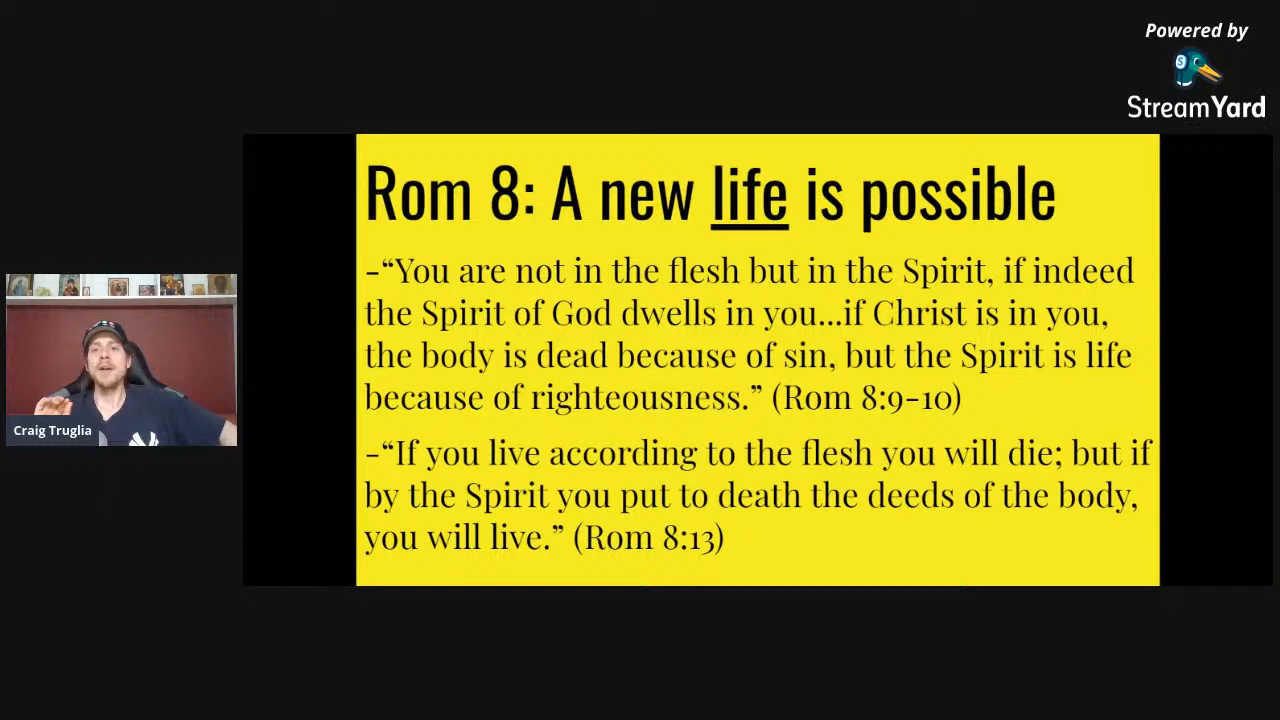 Powered by
StreamYard
Rom 8: A new life is possible
-“You are not in the flesh but in the Spirit, if indeed
the Spirit of God dwells in you...if Christ is in you,
the body is dead because of sin, but the Spirit is life
because of righteousness.” (Rom 8:9-10)
-“If you live according to the flesh you will die; but if
by the Spirit you put to death the deeds of the body,
you will live.” (Rom 8:13)
Craig Truglia